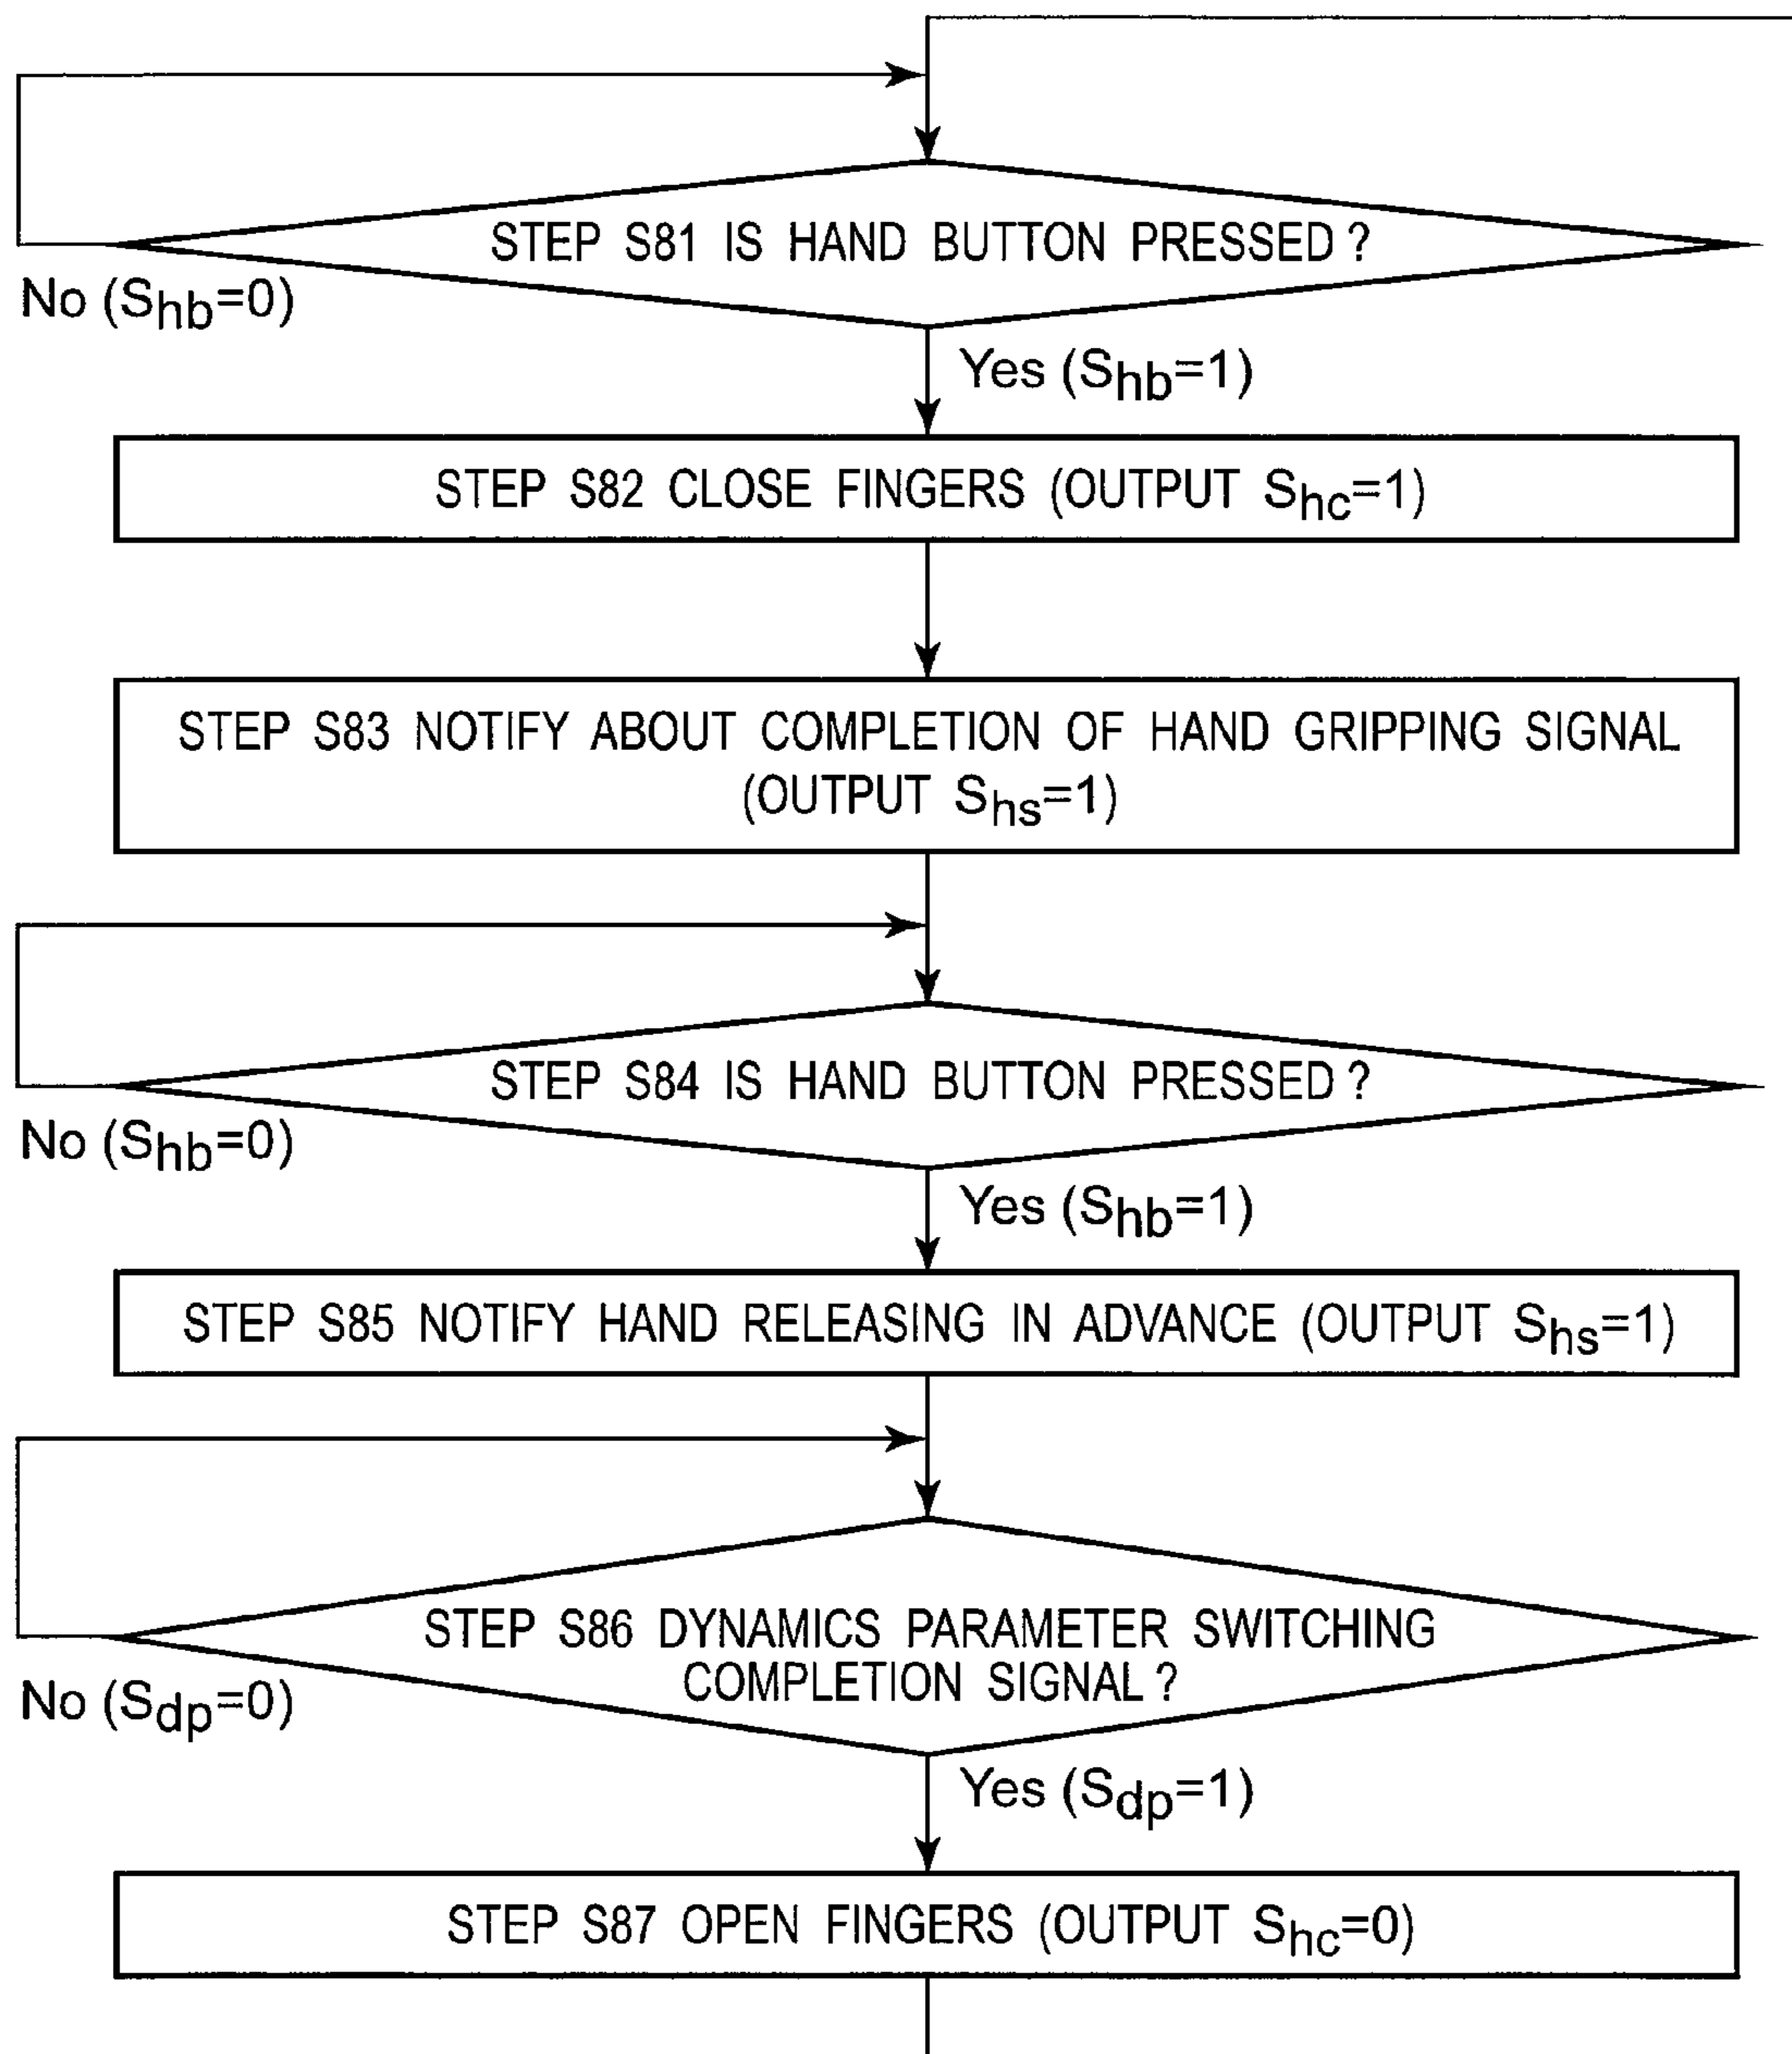 STEP S81 IS HAND BUTTON PRESSED?
No (Shb=0)
Yes (Shb=1)
STEP S82 CLOSE FINGERS (OUTPUT Shc=1)
STEP S83 NOTIFY ABOUT COMPLETION OF HAND GRIPPING SIGNAL
(OUTPUT Shs=1)
STEP S84 IS HAND BUTTON PRESSED?
No (Shb=0)
Yes (Shb=1)
STEP S85 NOTIFY HAND RELEASING IN ADVANCE (OUTPUT Shs=1)
STEP S86 DYNAMICS PARAMETER SWITCHING
COMPLETION SIGNAL?
No (Sdp=0)
Yes (Sdp=1)
STEP S87 OPEN FINGERS (OUTPUT Shc=0)